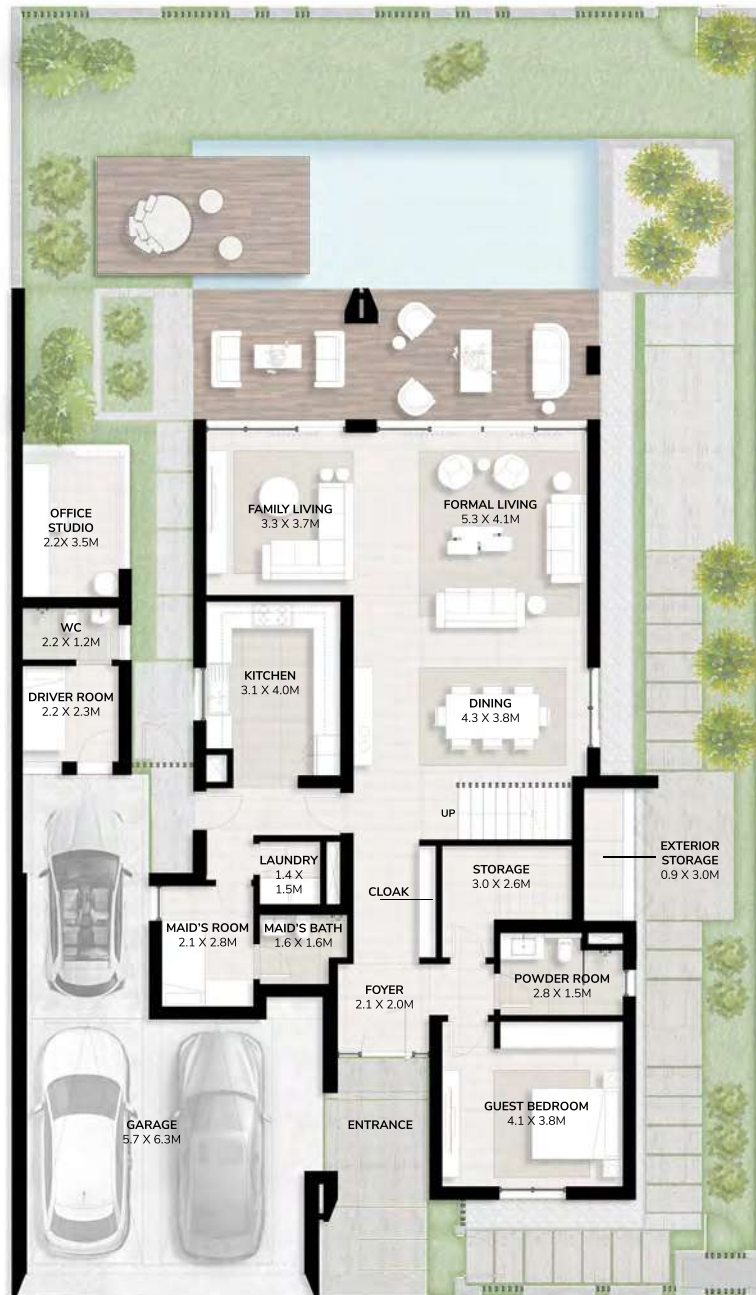 FAMILY LIVING
3.3 X 3.7M
FORMAL LIVING
5.3 X 4.1M
OFFICE
STUDIO
2.2X 3.5M
WC
2.2 X 1.2M
KITCHEN
3.1 X 4.0M
DRIVER ROOM
2.2 X 2.3M
DINING
4.3 X 3.8M
UP
EXTERIOR
STORAGE
0.9 X 3.0M
LAUNDRY
1.4 X
1.5M
CLOAK
STORAGE
3.0 X 2.6M
MAID'S ROOM
2.1 X 2.8M
MAID'S BATH
1.6 X 1.6M
POWDER ROOM
2.8 X 1.5M
FOYER
2.1 X 2.0M
GUEST BEDROOM
4.1 X 3.8M
GARAGE
5.7 X 6.3M
ENTRANCE